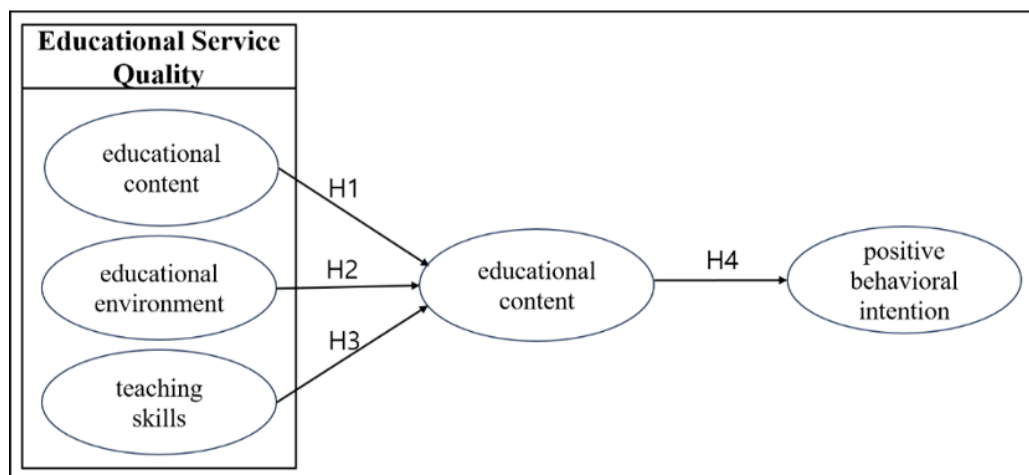 Educational Service
Quality
educational
content
educational
environment
teaching
skills
H1
H2
H3
educational
content
H4
positive
behavioral
intention